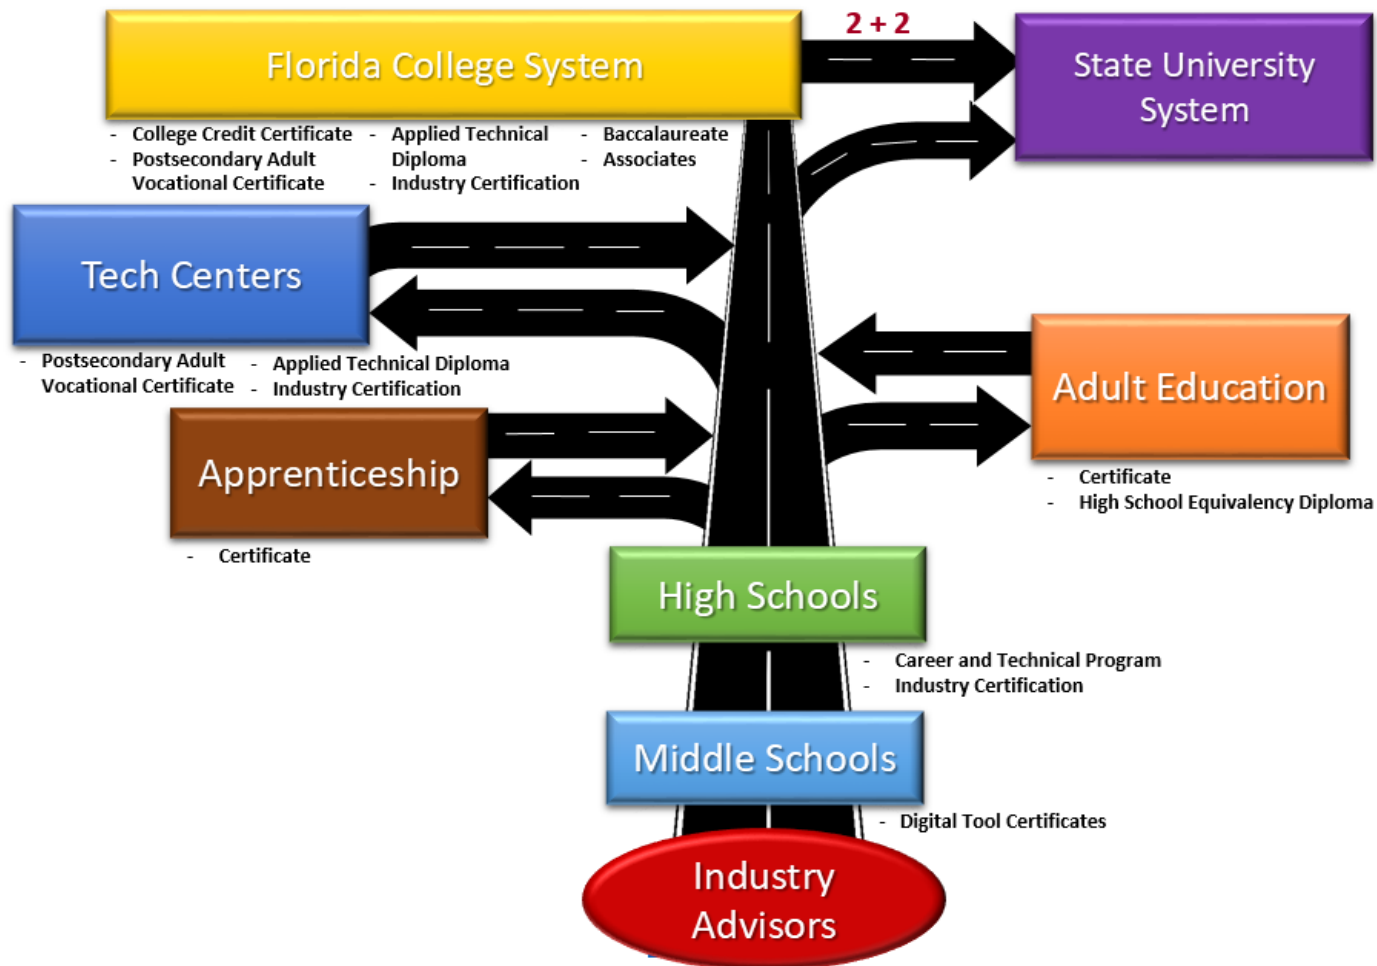 2 + 2
Florida College System
State University
System
- College Credit Certificate
- Postsecondary Adult
Vocational Certificate
- Applied Technical
Diploma
- Industry Certification
- Baccalaureate
- Associates
Tech Centers
- Postsecondary Adult
Vocational Certificate
- Applied Technical Diploma
- Industry Certification
Adult Education
- Certificate
- High School Equivalency Diploma
Apprenticeship
- Certificate
High Schools
- Career and Technical Program
- Industry Certification
Middle Schools
- Digital Tool Certificates
Industry
Advisors